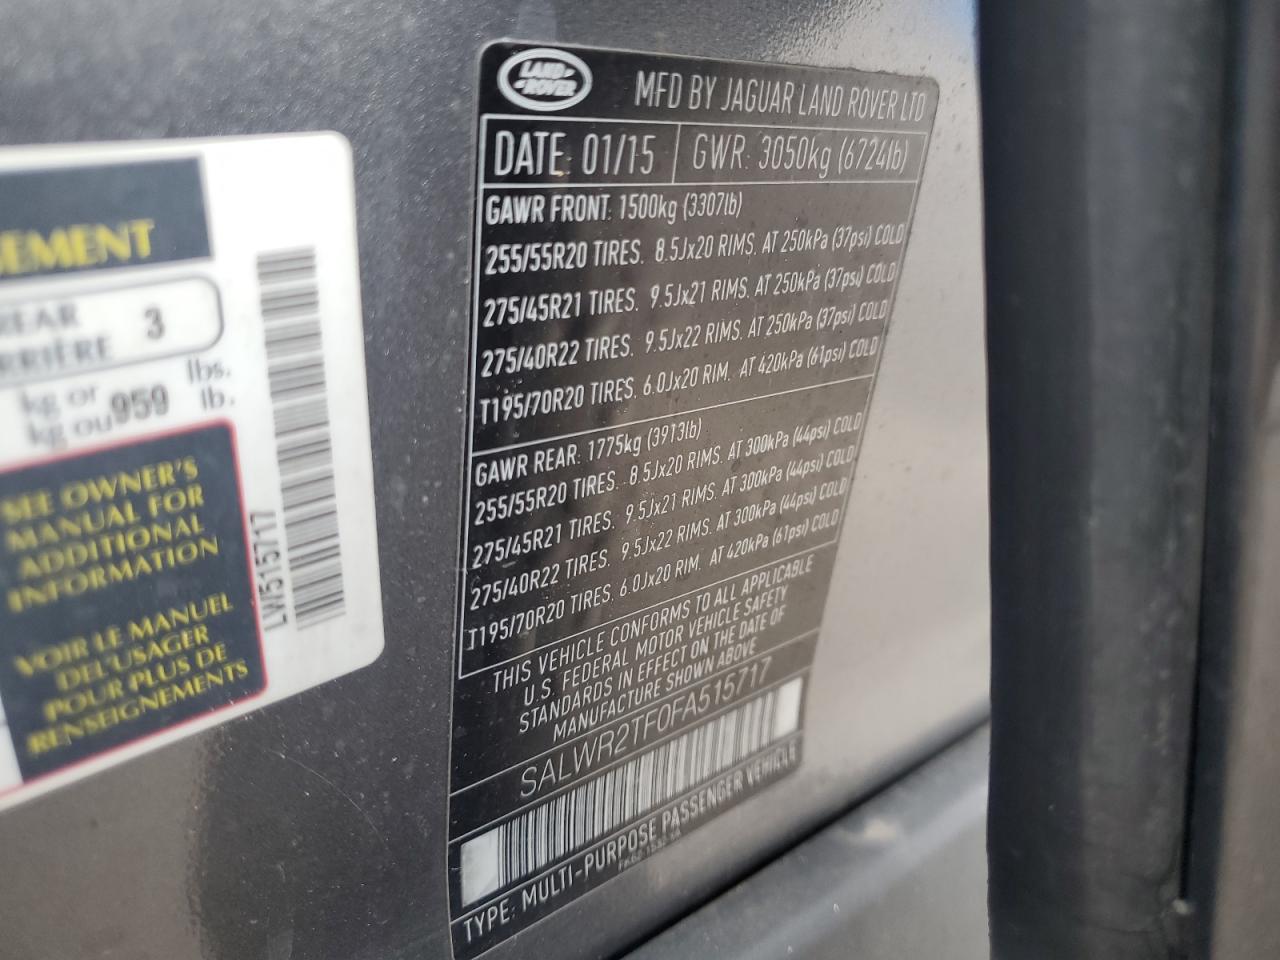 EMENT
REAR
RRIÈRE
3
kg or
kg ou
959
lbs.
lb.
SEE OWNER'S
MANUAL FOR
ADDITIONAL
INFORMATION
VOIR LE MANUEL
DEL'USAGER
POUR PLUS DE
RENSEIGNEMENTS
LW515717
LAND
ROVER
MFD BY JAGUAR LAND ROVER LTD
DATE: 01/15 GWR: 3050kg (6724lb)
GAWR FRONT: 1500kg (3307lb)
255/55R20 TIRES. 8.5Jx20 RIMS. AT 250kPa (37psi) COLD
275/45R21 TIRES. 9.5Jx21 RIMS. AT 250kPa (37psi) COLD
275/40R22 TIRES. 9.5Jx22 RIMS. AT 250kPa (37psi) COLD
T195/70R20 TIRES. 6.0Jx20 RIM. AT 420kPa (61psi) COLD
GAWR REAR: 1775kg (3913lb)
255/55R20 TIRES. 8.5Jx20 RIMS. AT 300kPa (44psi) COLD
275/45R21 TIRES. 9.5Jx21 RIMS. AT 300kPa (44psi) COLD
275/40R22 TIRES. 9.5Jx22 RIMS. AT 300kPa (44psi) COLD
T195/70R20 TIRES. 6.0Jx20 RIM. AT 420kPa (61psi) COLD
THIS VEHICLE CONFORMS TO ALL APPLICABLE
U.S. FEDERAL MOTOR VEHICLE SAFETY
STANDARDS IN EFFECT ON THE DATE OF
MANUFACTURE SHOWN ABOVE
SALWR2TF0FA515717
TYPE: MULTI-PURPOSE PASSENGER VEHICLE